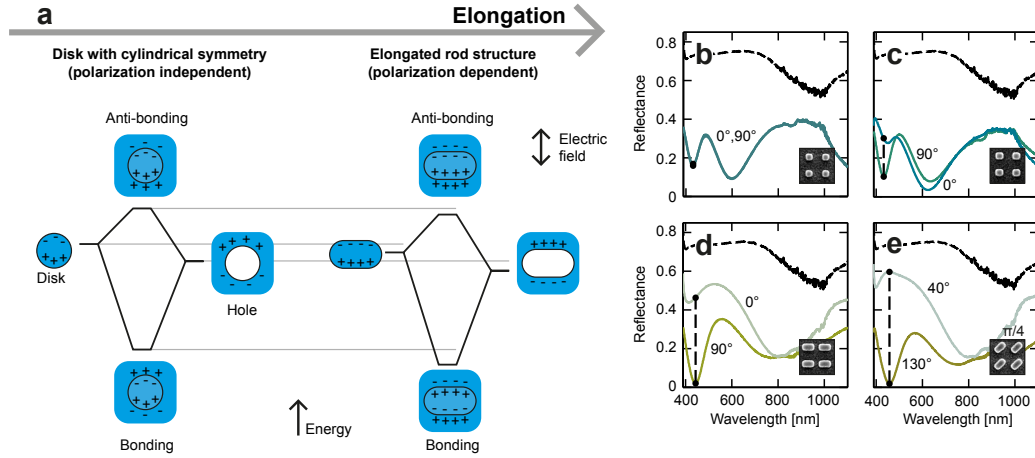 a
Elongation
Disk with cylindrical symmetry
(polarization independent)
Elongated rod structure
(polarization dependent)
Anti-bonding
Anti-bonding
Electric
field
Disk
Hole
Energy
Bonding
Bonding
b
0.8
0.6
0.4
0.2
0
Reflectance
0°,90°
c
90°
0°
d
0.8
0.6
0.4
0.2
0
Reflectance
0°
90°
400 600 800 1000
Wavelength [nm]
e
40°
π/4
130°
400 600 800 1000
Wavelength [nm]